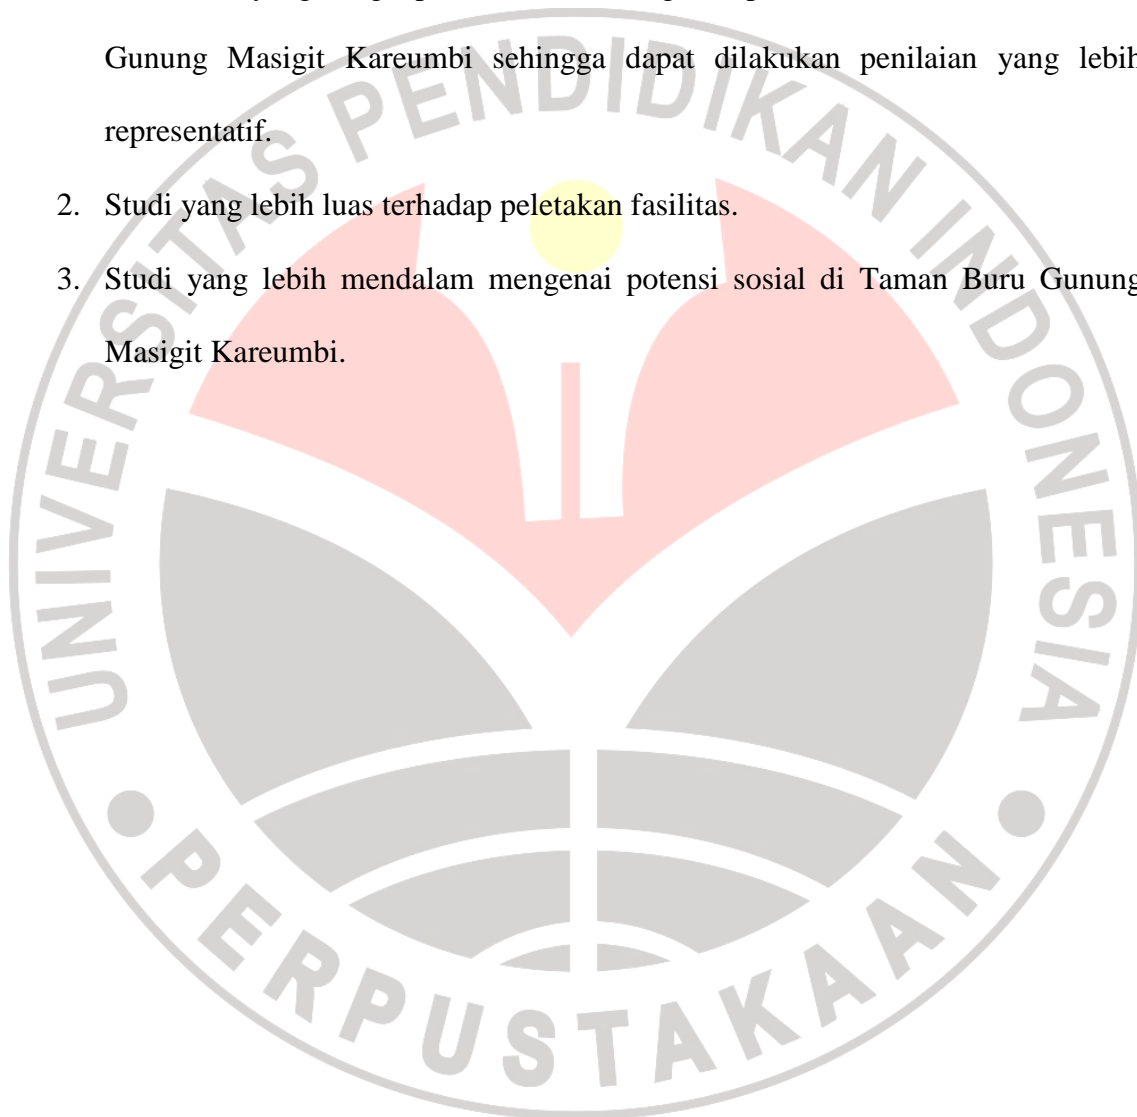 Gunung Masigit Kareumbi sehingga dapat dilakukan penilaian yang lebih
representatif.
2. Studi yang lebih luas terhadap peletakan fasilitas.
3. Studi yang lebih mendalam mengenai potensi sosial di Taman Buru Gunung
Masigit Kareumbi.
UNIVERSITAS PENDIDIKAN INDONESIA
PERPUSTAKAAN